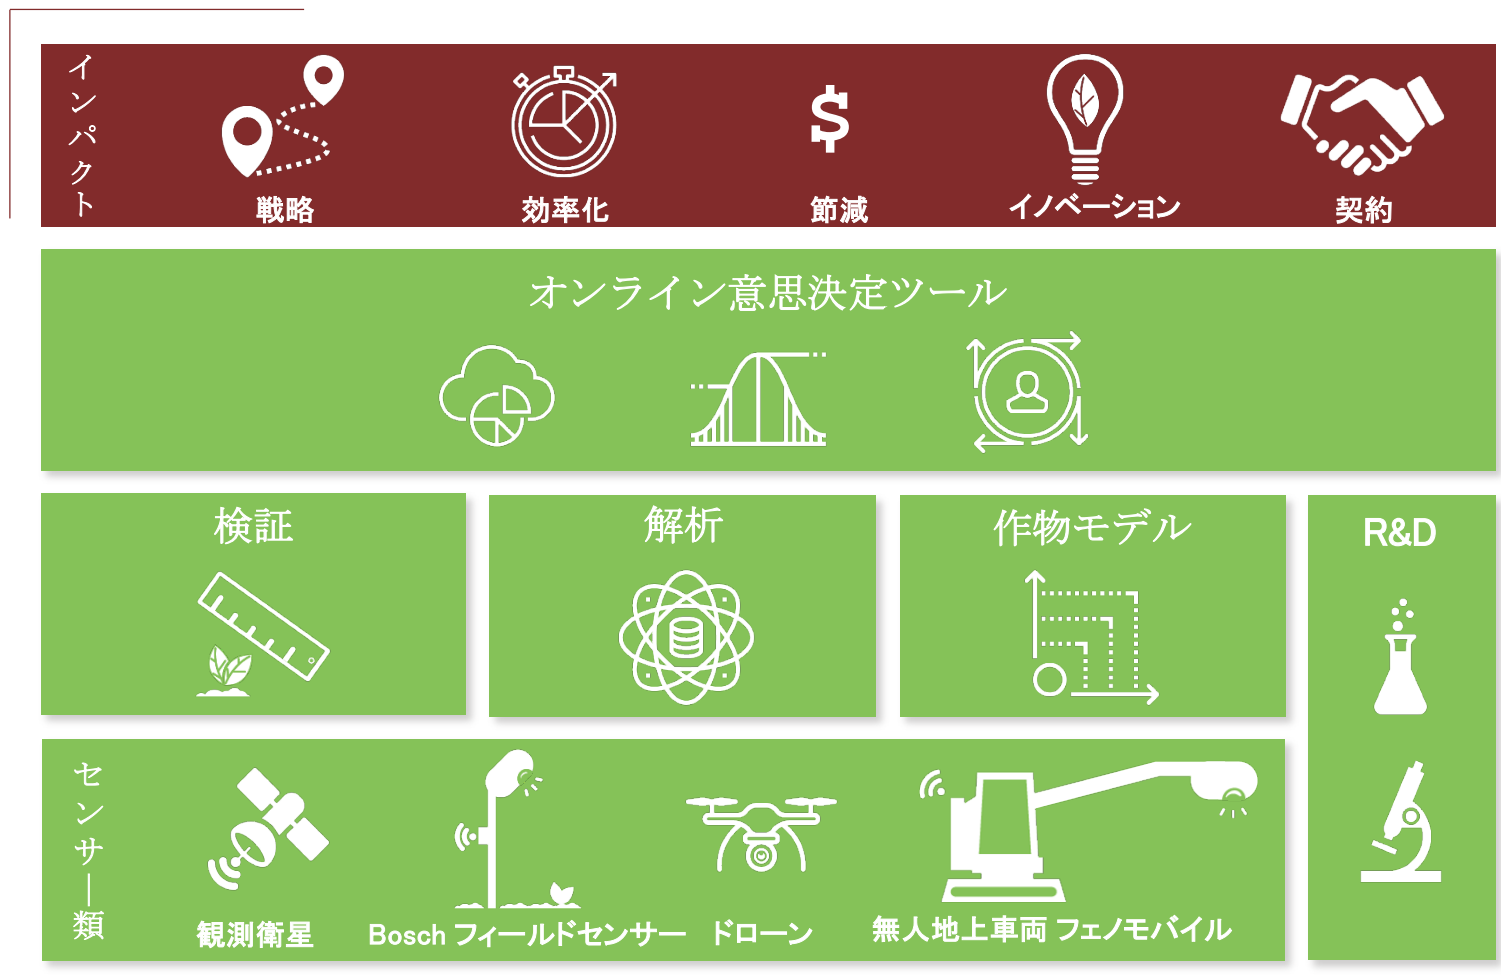 インパクト
戦略
効率化
節減
イノベーション
契約
オンライン意思決定ツール
検証
解析
作物モデル
R&D
センサー類
観測衛星
Bosch フィールドセンサー
ドローン
無人地上車両 フェノモバイル